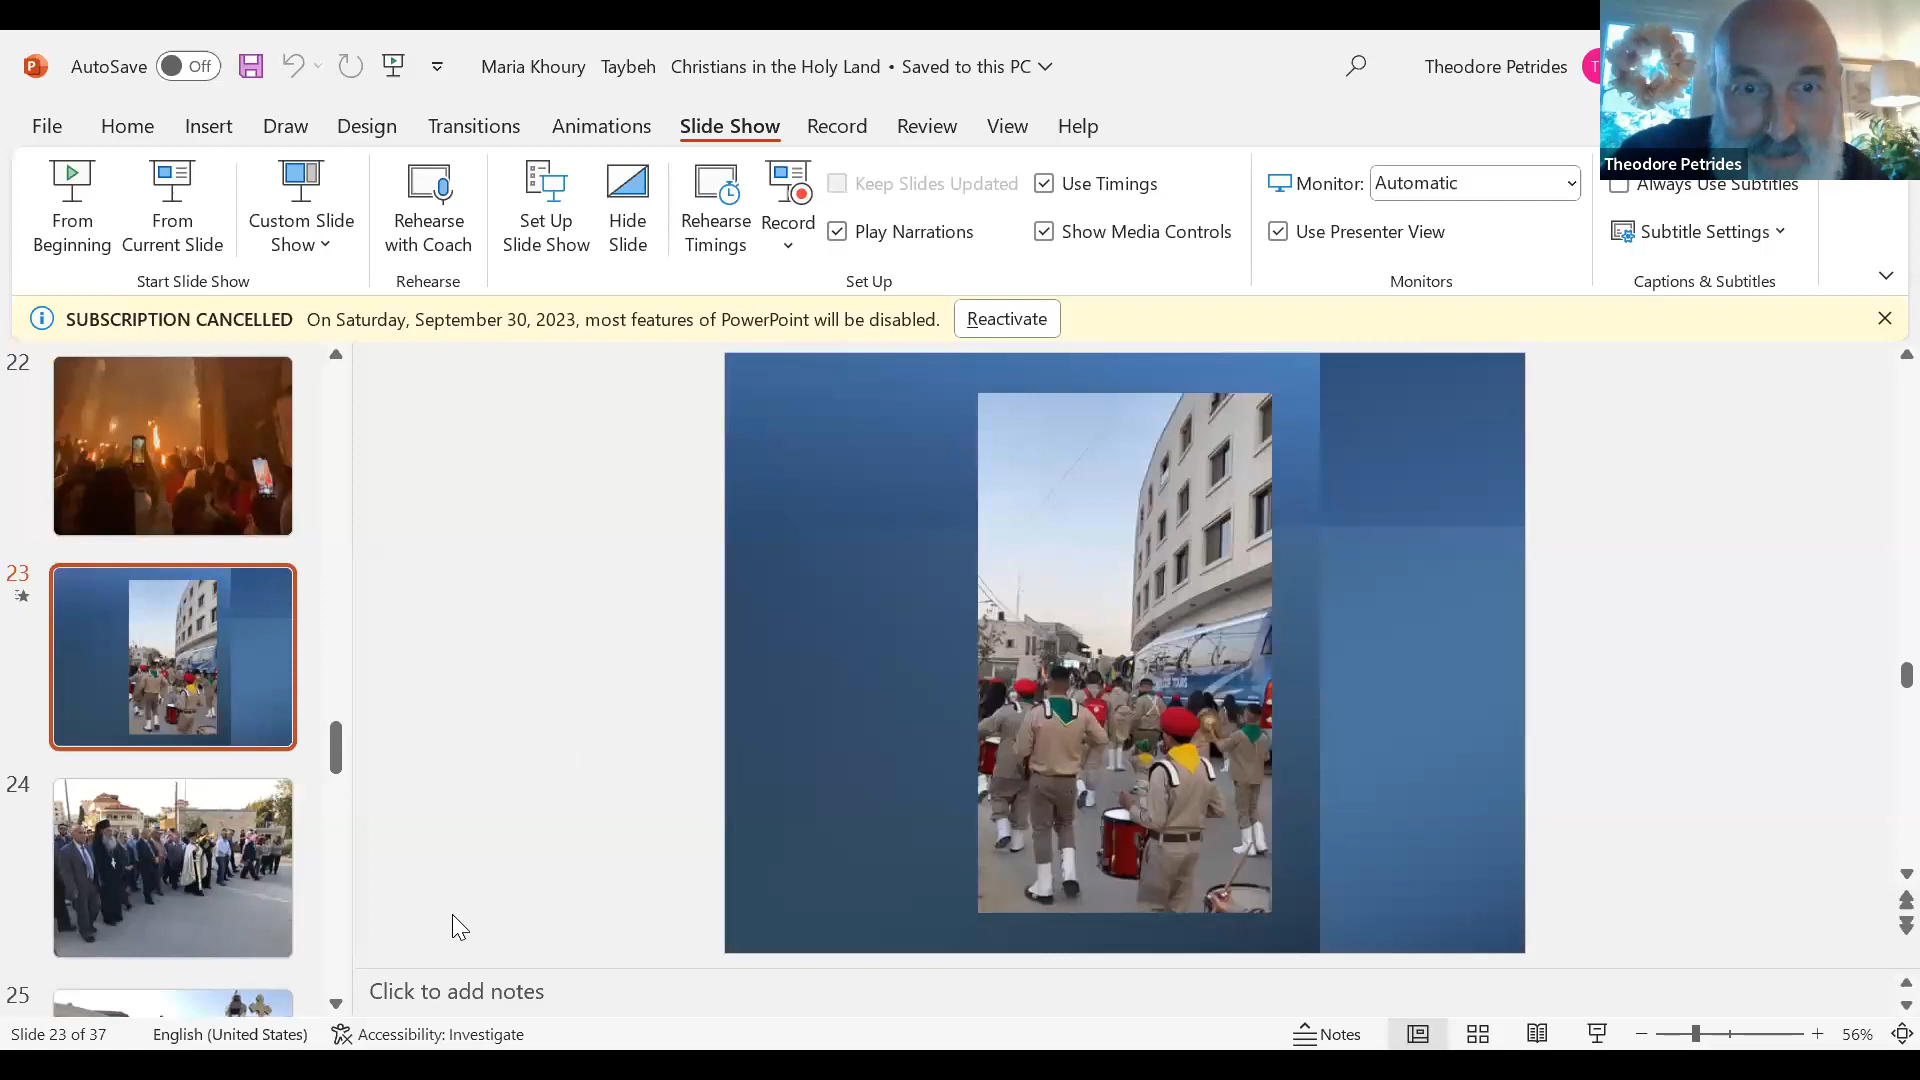 AutoSave Off Maria Khoury Taybeh Christians in the Holy Land • Saved to this PC Theodore Petrides T
File Home Insert Draw Design Transitions Animations Slide Show Record Review View Help
Theodore Petrides
From Beginning
From Current Slide
Custom Slide Show
Rehearse with Coach
Set Up Slide Show
Hide Slide
Rehearse Timings
Record
Keep Slides Updated
Use Timings
Play Narrations
Show Media Controls
Monitor: Automatic
Use Presenter View
Always Use Subtitles
Subtitle Settings
Start Slide Show Rehearse Set Up Monitors Captions & Subtitles
SUBSCRIPTION CANCELLED On Saturday, September 30, 2023, most features of PowerPoint will be disabled. Reactivate
22
23
24
25
TOURS
Click to add notes
Slide 23 of 37 English (United States) Accessibility: Investigate Notes 56%